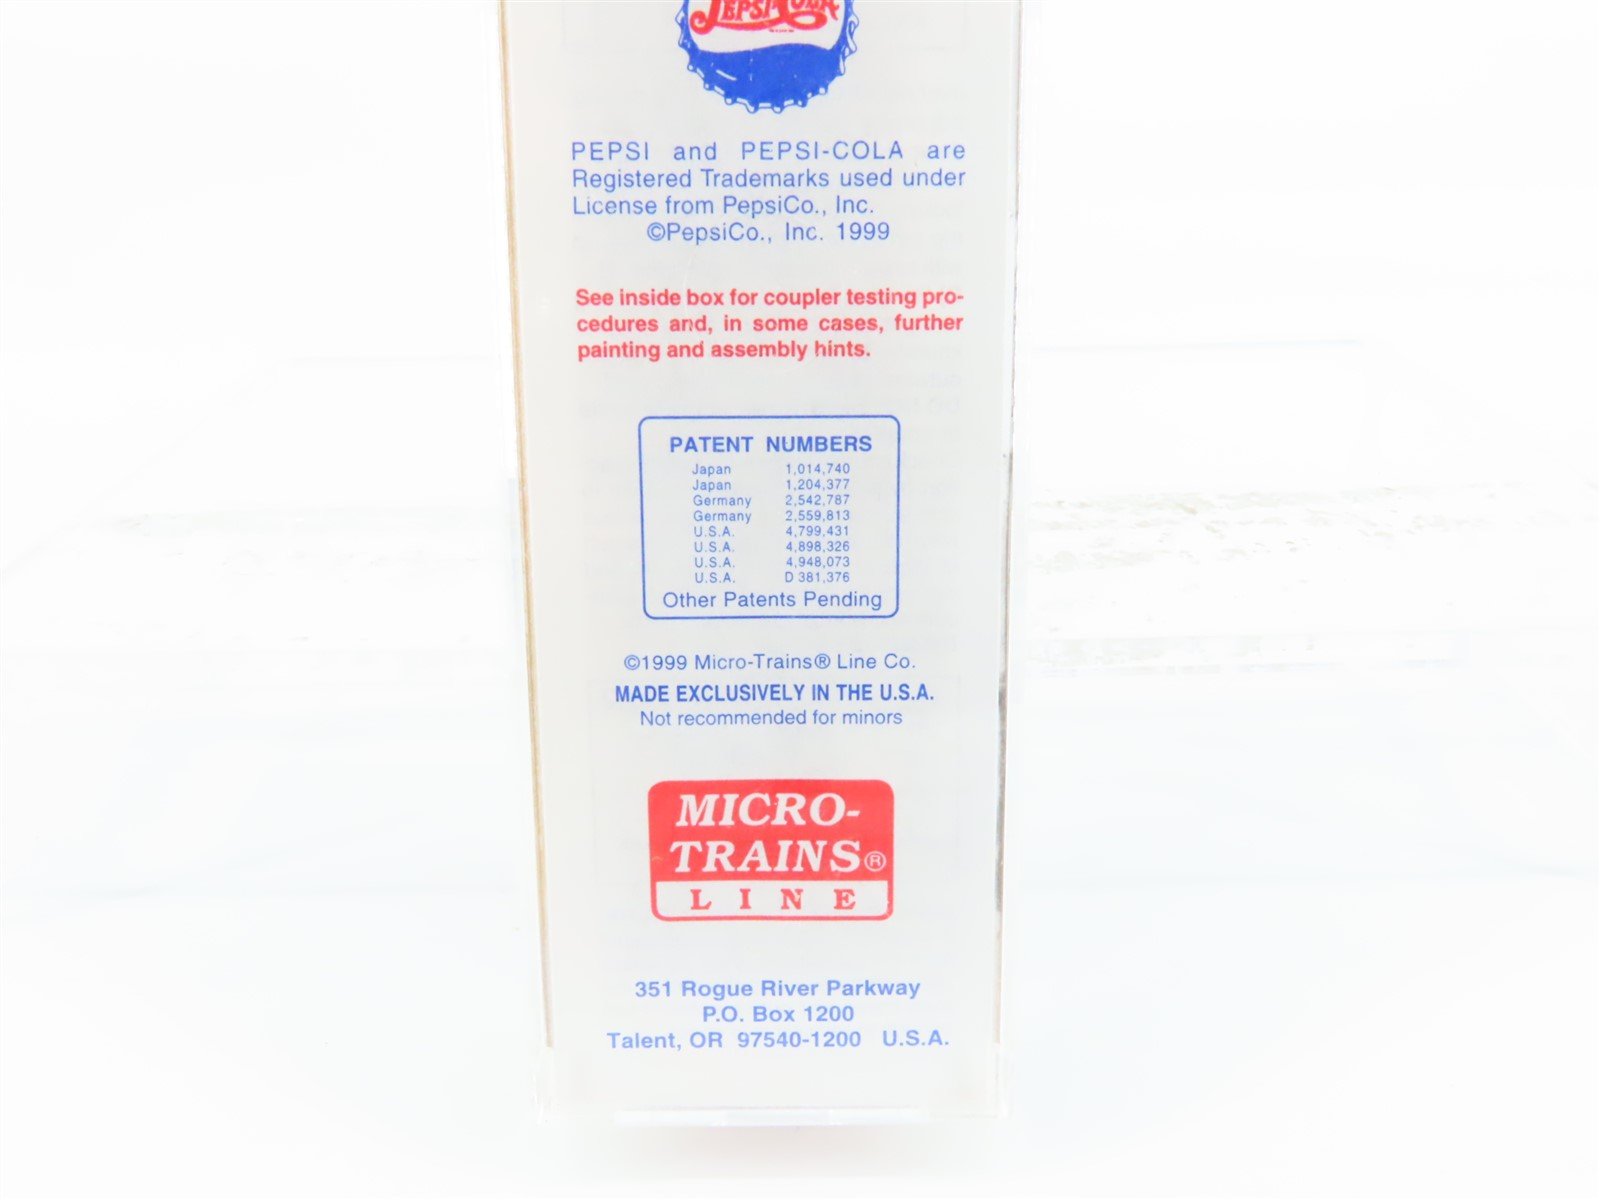 PEPSI-COLA
PEPSI and PEPSI-COLA are
Registered Trademarks used under
License from PepsiCo., Inc.
©PepsiCo., Inc. 1999
See inside box for coupler testing pro-
cedures and, in some cases, further
painting and assembly hints.
PATENT NUMBERS
Japan 1,014,740
Japan 1,204,377
Germany 2,542,787
Germany 2,559,813
U.S.A. 4,799,431
U.S.A. 4,898,326
U.S.A. 4,948,073
U.S.A. D 381,376
Other Patents Pending
©1999 Micro-Trains® Line Co.
MADE EXCLUSIVELY IN THE U.S.A.
Not recommended for minors
MICRO-
TRAINS®
LINE
351 Rogue River Parkway
P.O. Box 1200
Talent, OR 97540-1200 U.S.A.